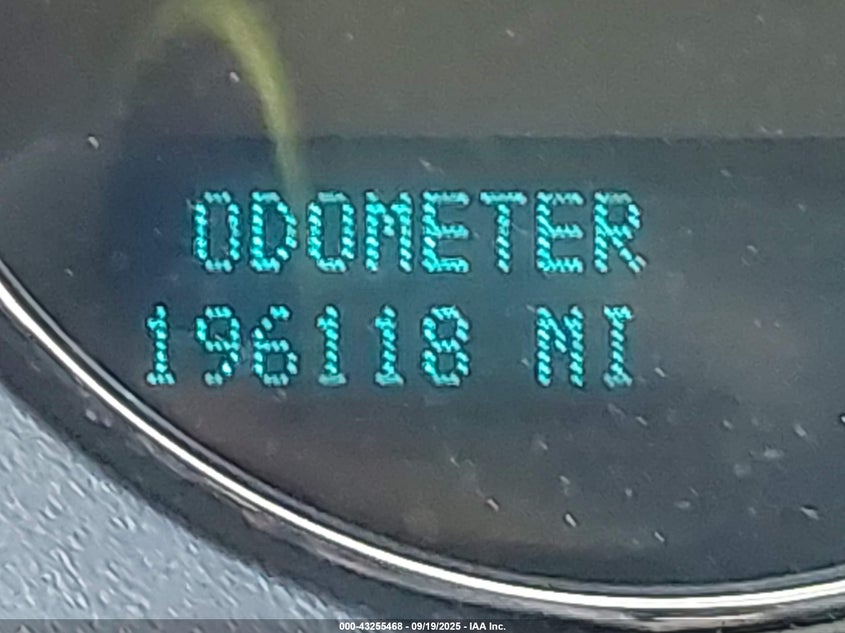 ODOMETER
196118 MI
000-43255468 - 09/19/2025 - IAA Inc.